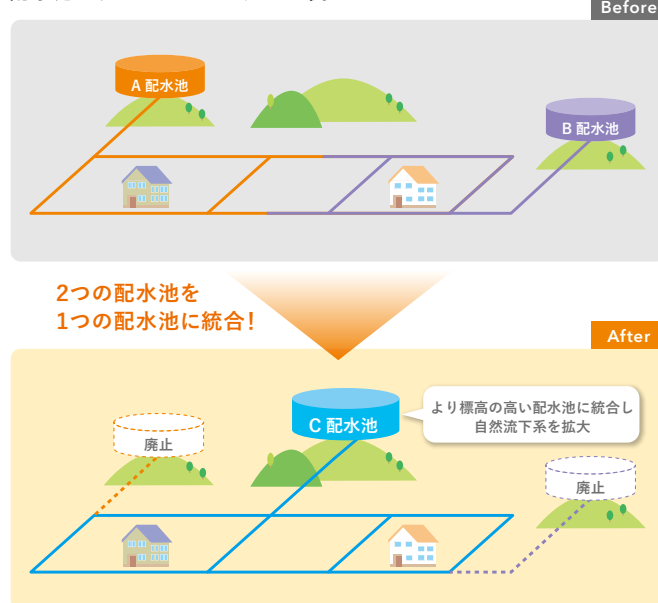 Before
A 配水池
B 配水池
2つの配水池を
1つの配水池に統合!
After
C 配水池
より標高の高い配水池に統合し
自然流下系を拡大
廃止
廃止